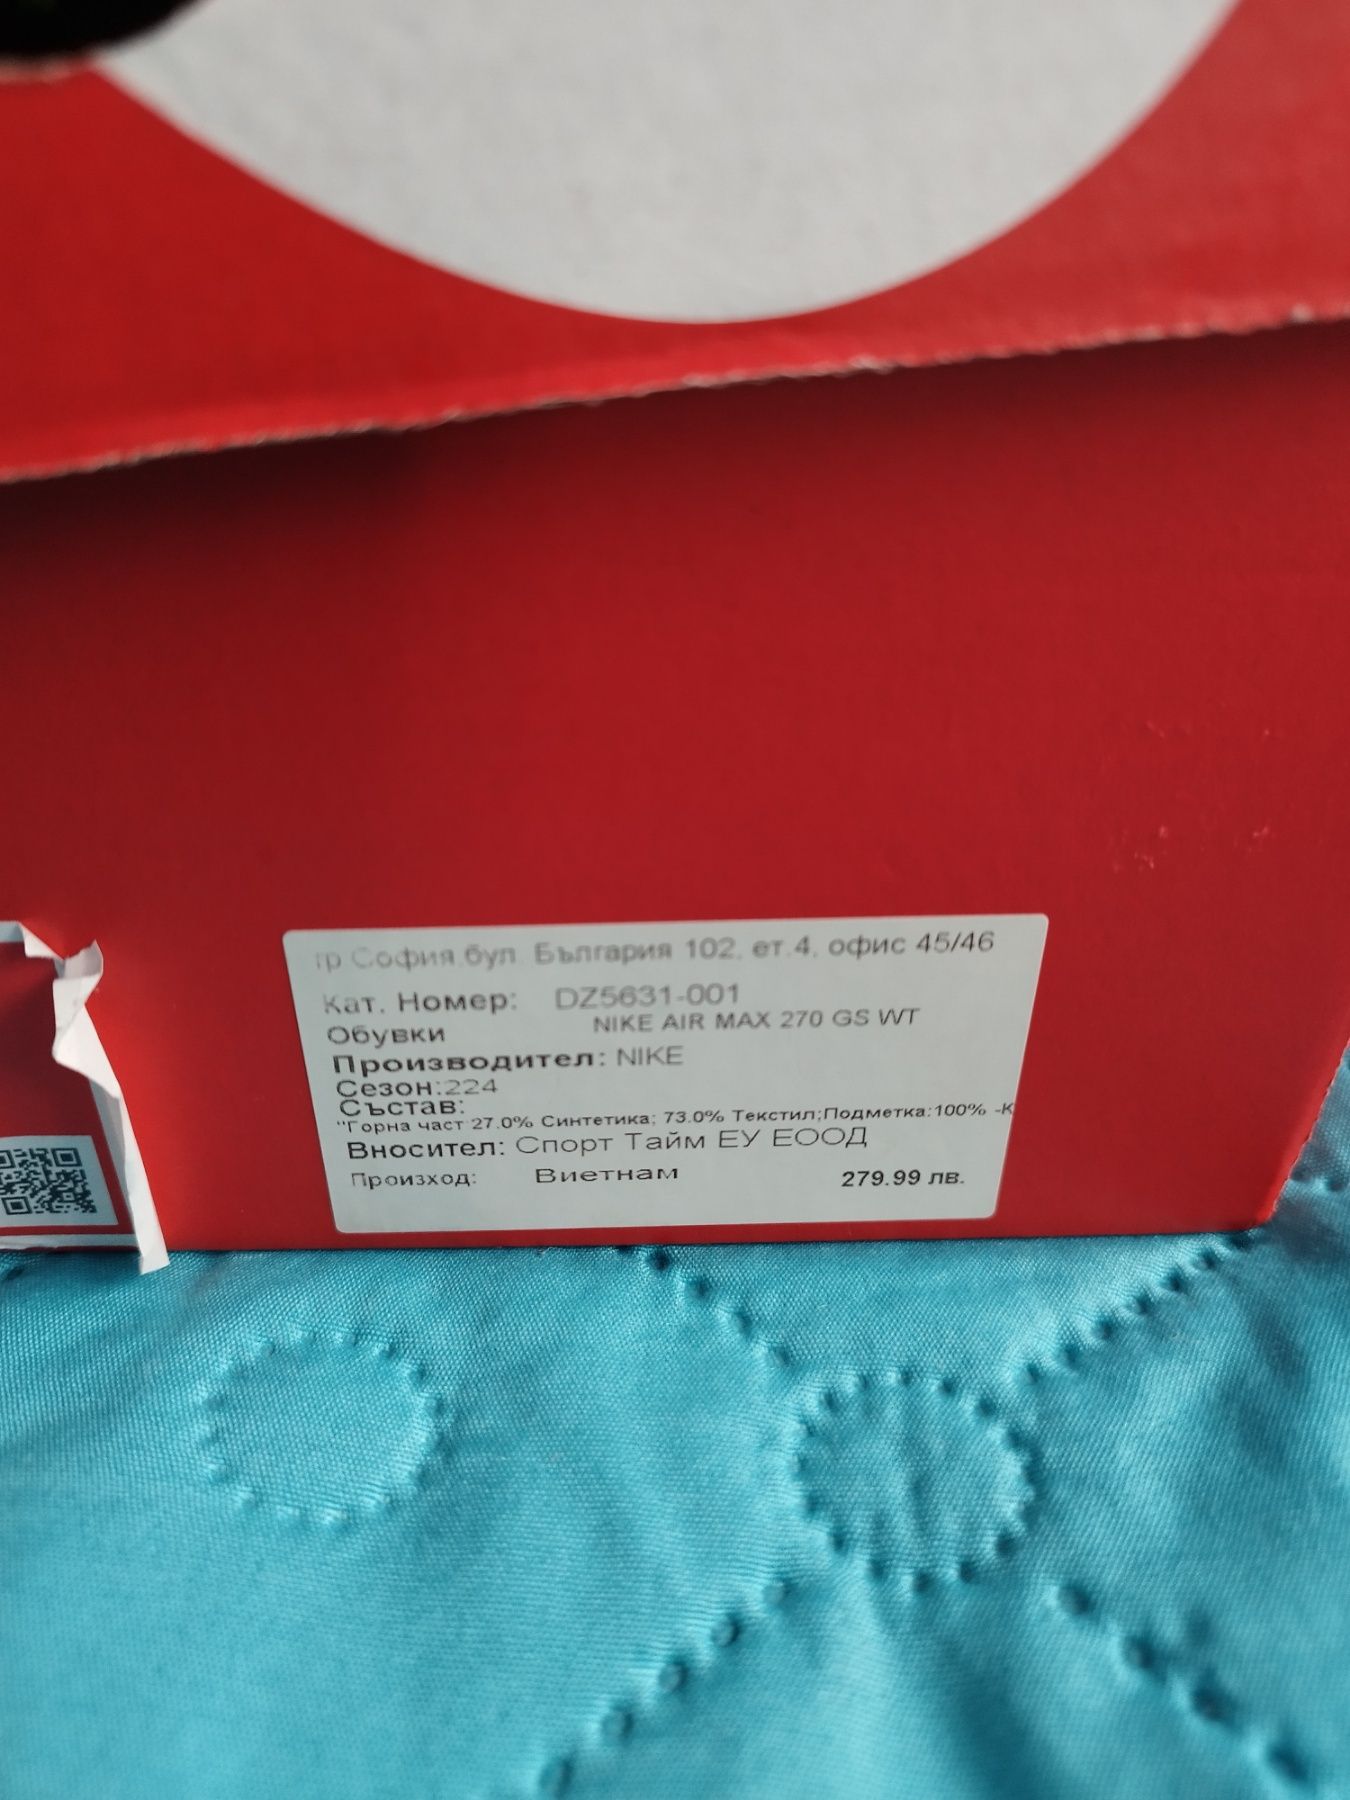 гр.София,бул. България 102, ет.4, офис 45/46
Кат. Номер: DZ5631-001
Обувки NIKE AIR MAX 270 GS WT
Производител: NIKE
Сезон:224
Състав:
"Горна част 27.0% Синтетика; 73.0% Текстил;Подметка:100% -К
Вносител: Спорт Тайм ЕУ ЕООД
Произход: Виетнам 279.99 лв.